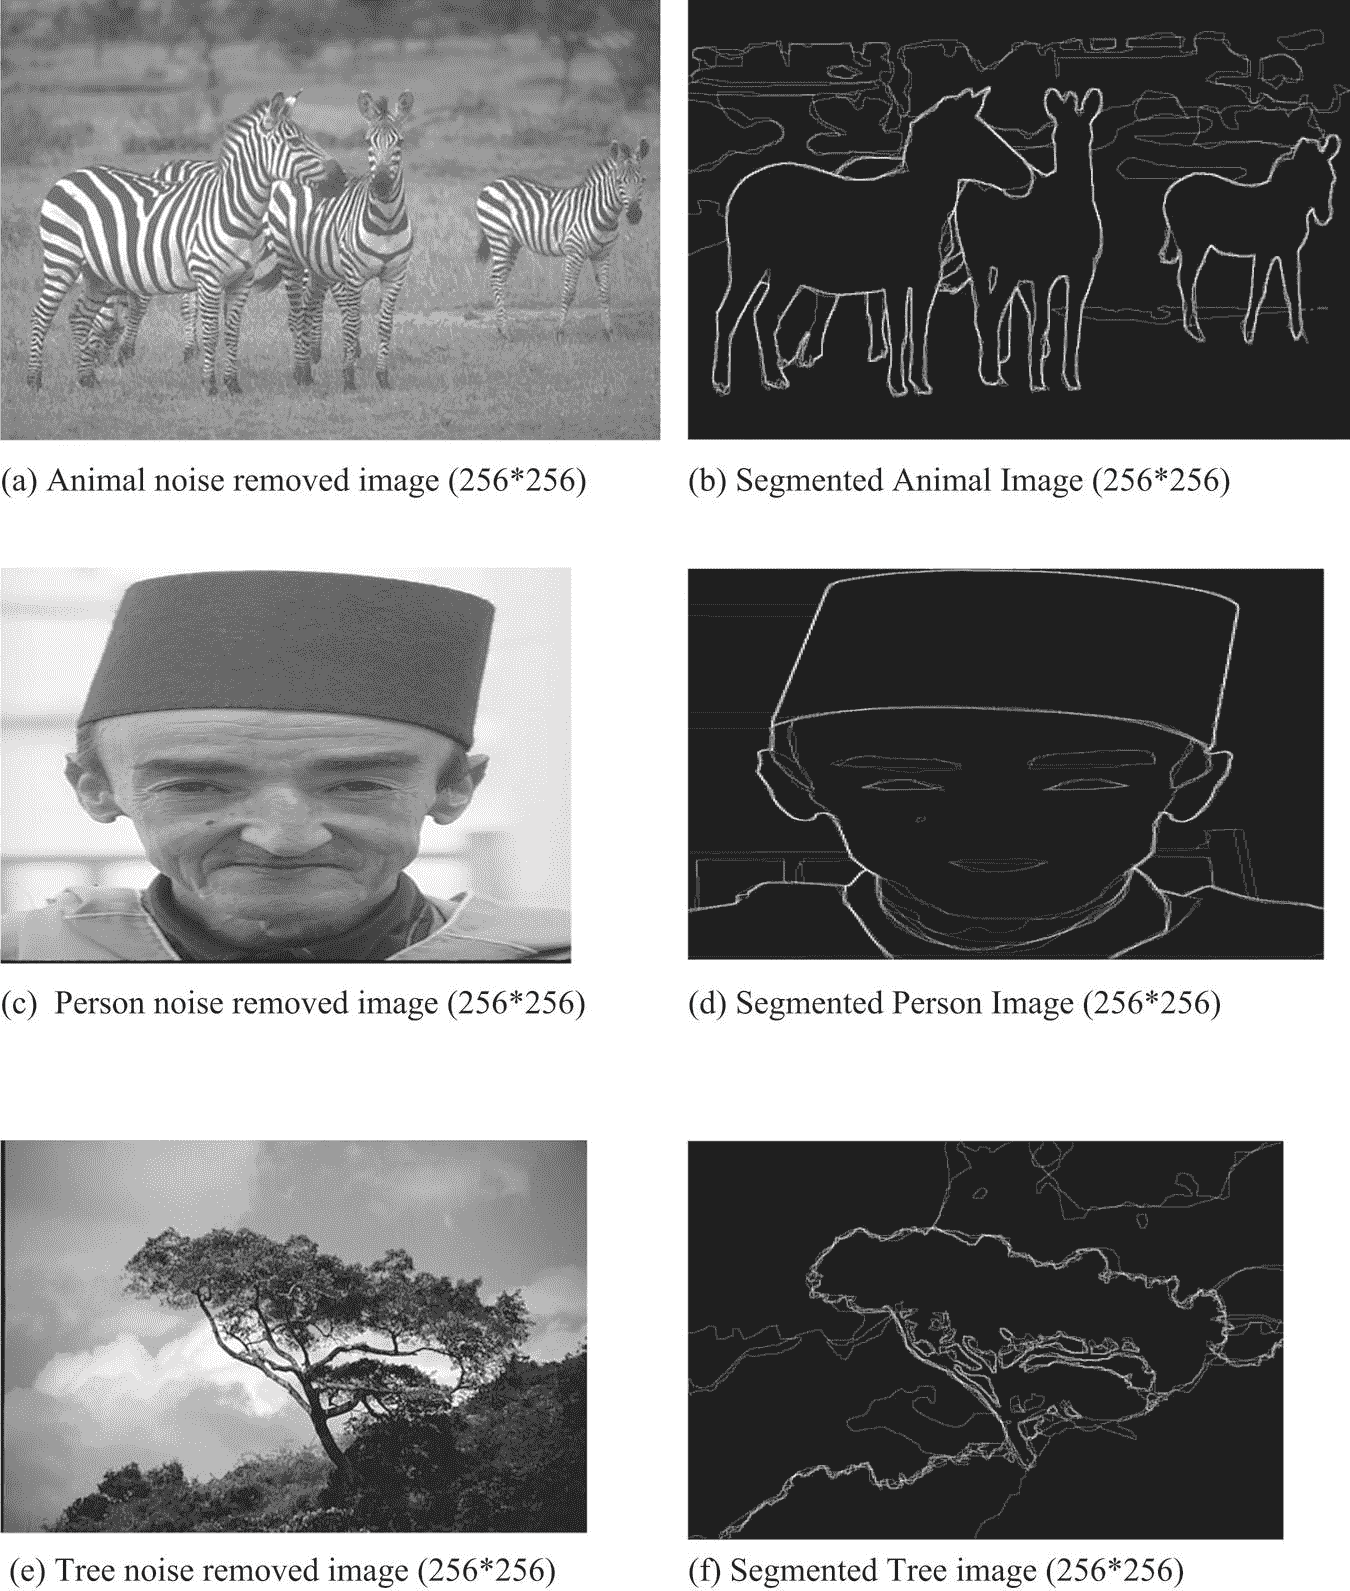 (a) Animal noise removed image (256*256)
(b) Segmented Animal Image (256*256)
(c) Person noise removed image (256*256)
(d) Segmented Person Image (256*256)
(e) Tree noise removed image (256*256)
(f) Segmented Tree image (256*256)